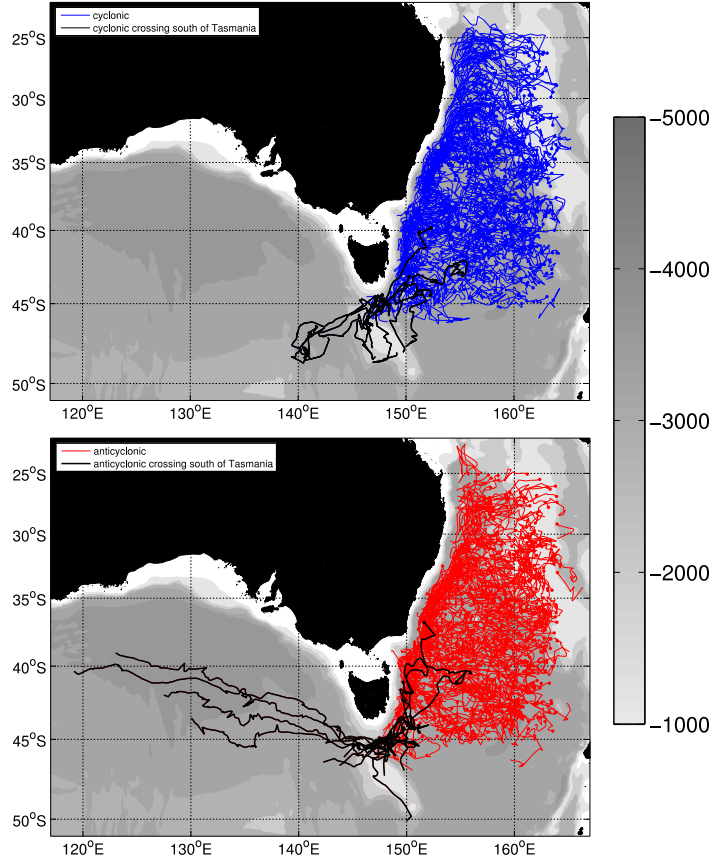 cyclonic
cyclonic crossing south of Tasmania
25°S
30°S
35°S
40°S
45°S
50°S
120°E
130°E
140°E
150°E
160°E
anticyclonic
anticyclonic crossing south of Tasmania
25°S
30°S
35°S
40°S
45°S
50°S
120°E
130°E
140°E
150°E
160°E
−5000
−4000
−3000
−2000
−1000